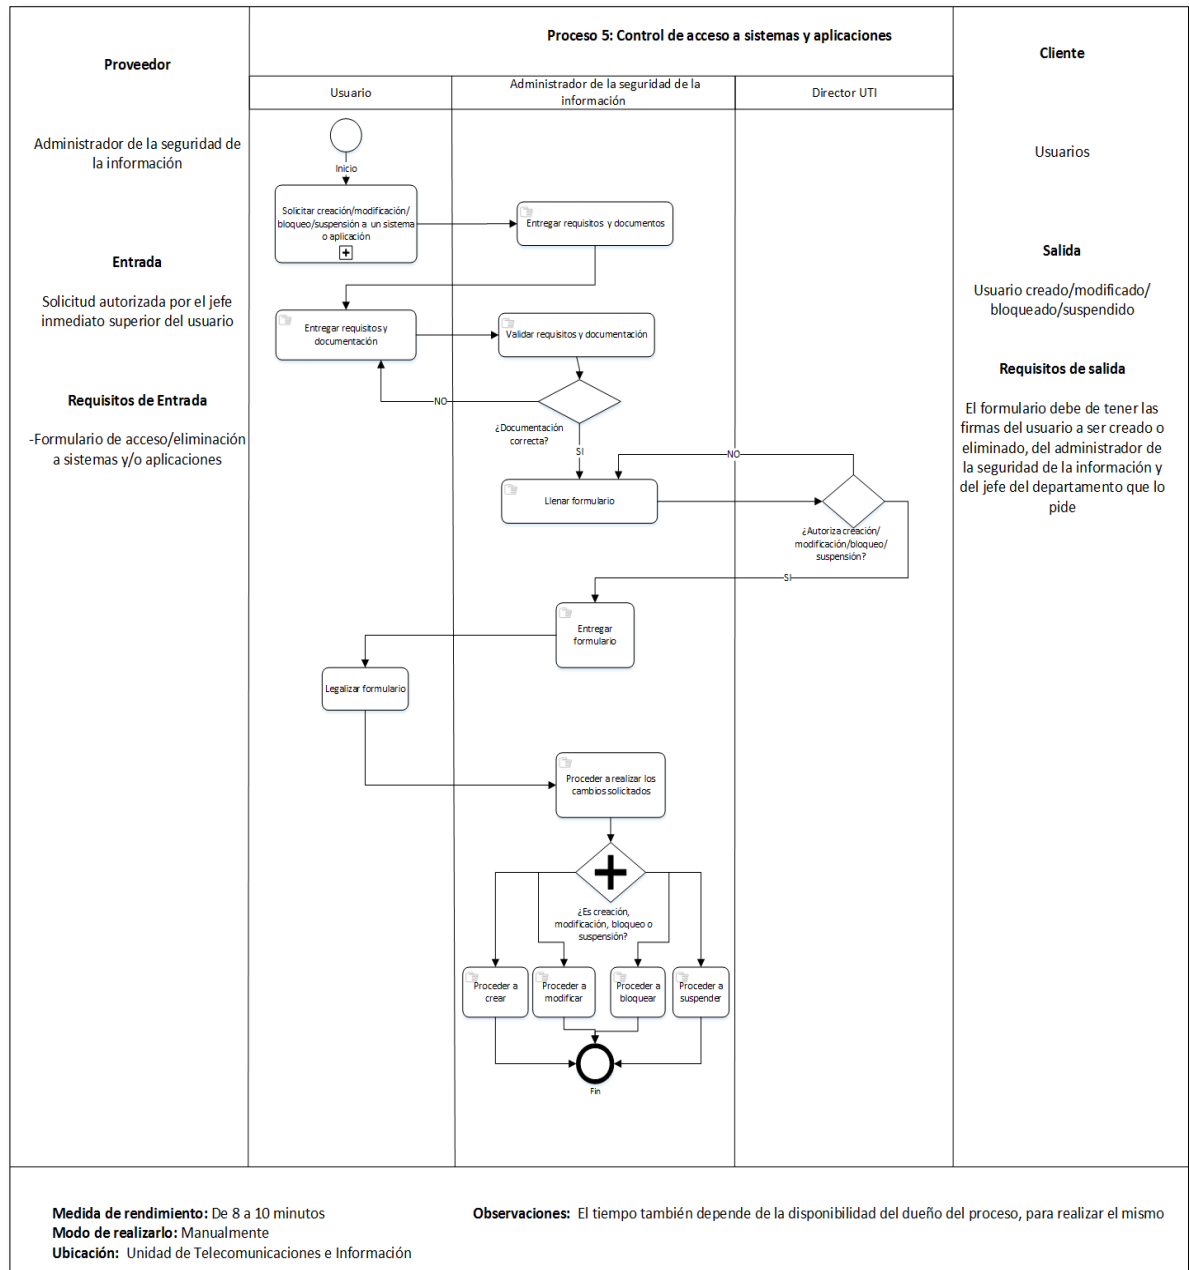 Proceso 5: Control de acceso a sistemas y aplicaciones
Proveedor
Cliente
Usuario
Administrador de la seguridad de la
información
Director UTI
Administrador de la seguridad de
la información
Usuarios
Entrada
Solicitud autorizada por el jefe
inmediato superior del usuario
Requisitos de Entrada
-Formulario de acceso/eliminación
a sistemas y/o aplicaciones
Inicio
Solicitar creación/modificación/
bloqueo/suspensión a un sistema
o aplicación
Entregar requisitos y documentos
Entregar requisitos y
documentación
Validar requisitos y documentación
NO
¿Documentación
correcta?
SI
NO
Llenar formulario
¿Autoriza creación/
modificación/bloqueo/
suspensión?
SI
Entregar
formulario
Legalizar formulario
Proceder a realizar los
cambios solicitados
¿Es creación,
modificación, bloqueo o
suspensión?
Proceder a
crear
Proceder a
modificar
Proceder a
bloquear
Proceder a
suspender
Fin
Salida
Usuario creado/modificado/
bloqueado/suspendido
Requisitos de salida
El formulario debe de tener las
firmas del usuario a ser creado o
eliminado, del administrador de
la seguridad de la información y
del jefe del departamento que lo
pide
Medida de rendimiento: De 8 a 10 minutos
Modo de realizarlo: Manualmente
Ubicación: Unidad de Telecomunicaciones e Información
Observaciones: El tiempo también depende de la disponibilidad del dueño del proceso, para realizar el mismo